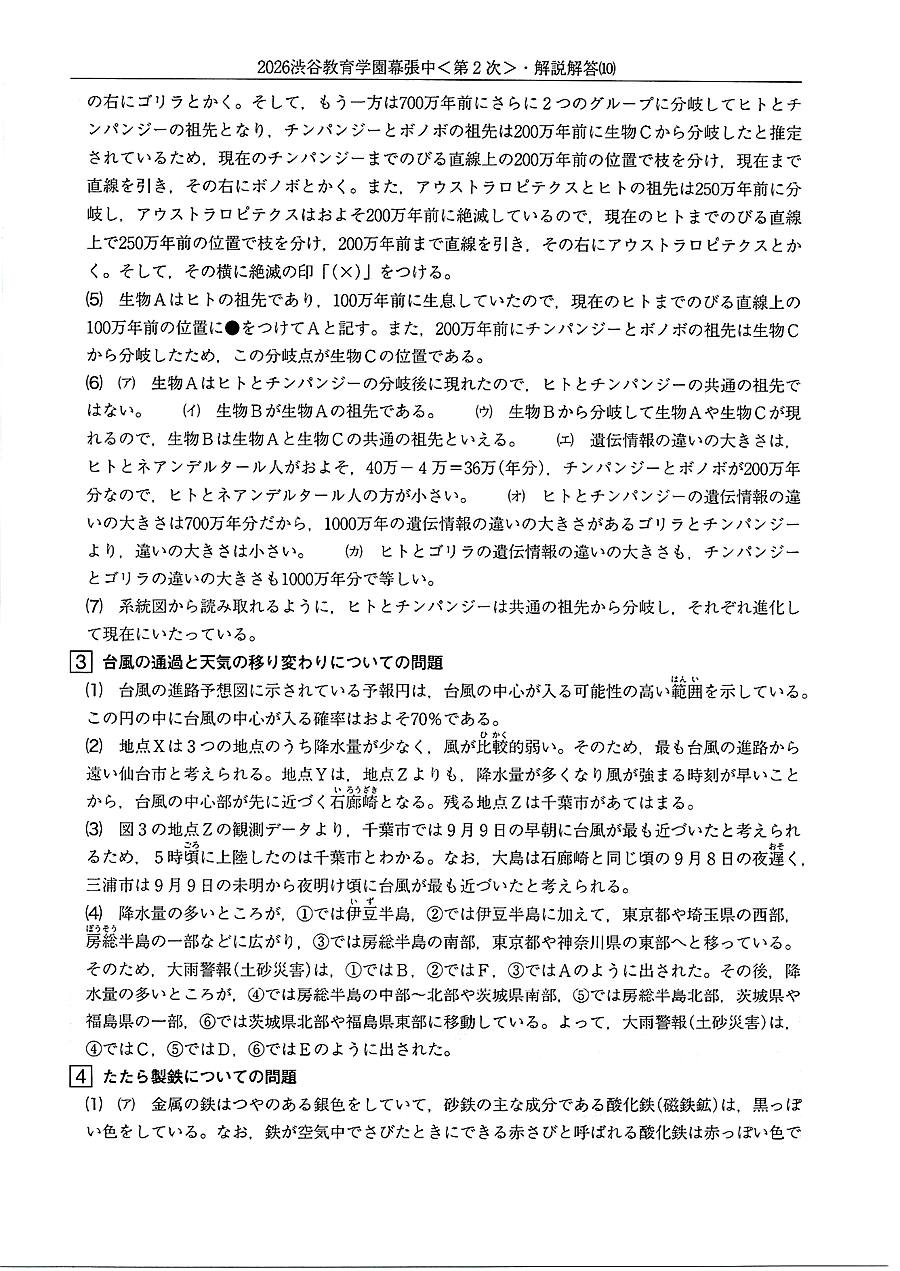 2026渋谷教育学園幕張中＜第２次＞・解説解答⑽
の右にゴリラとかく。そして，もう一方は700万年前にさらに２つのグループに分岐してヒトとチ
ンパンジーの祖先となり，チンパンジーとボノボの祖先は200万年前に生物Ｃから分岐したと推定
されているため，現在のチンパンジーまでのびる直線上の200万年前の位置で枝を分け，現在まで
直線を引き，その右にボノボとかく。また，アウストラロピテクスとヒトの祖先は250万年前に分
岐し，アウストラロピテクスはおよそ200万年前に絶滅しているので，現在のヒトまでのびる直線
上で250万年前の位置で枝を分け，200万年前まで直線を引き，その右にアウストラロピテクスとか
く。そして，その横に絶滅の印「(×)」をつける。
⑸　生物Ａはヒトの祖先であり，100万年前に生息していたので，現在のヒトまでのびる直線上の
100万年前の位置に●をつけてＡと記す。また，200万年前にチンパンジーとボノボの祖先は生物Ｃ
から分岐したため，この分岐点が生物Ｃの位置である。
⑹　(ア)　生物Ａはヒトとチンパンジーの分岐後に現れたので，ヒトとチンパンジーの共通の祖先で
はない。　(イ)　生物Ｂが生物Ａの祖先である。　(ウ)　生物Ｂから分岐して生物Ａや生物Ｃが現
れるので，生物Ｂは生物Ａと生物Ｃの共通の祖先といえる。　(エ)　遺伝情報の違いの大きさは，
ヒトとネアンデルタール人がおよそ，40万－４万＝36万(年分)，チンパンジーとボノボが200万年
分なので，ヒトとネアンデルタール人の方が小さい。　(オ)　ヒトとチンパンジーの遺伝情報の違
いの大きさは700万年分だから，1000万年の遺伝情報の違いの大きさがあるゴリラとチンパンジー
より，違いの大きさは小さい。　(カ)　ヒトとゴリラの遺伝情報の違いの大きさも，チンパンジー
とゴリラの違いの大きさも1000万年分で等しい。
⑺　系統図から読み取れるように，ヒトとチンパンジーは共通の祖先から分岐し，それぞれ進化し
て現在にいたっている。
3 台風の通過と天気の移り変わりについての問題
⑴　台風の進路予想図に示されている予報円は，台風の中心が入る可能性の高い範囲を示している。
この円の中に台風の中心が入る確率はおよそ70％である。
⑵　地点Ｘは３つの地点のうち降水量が少なく，風が比較的弱い。そのため，最も台風の進路から
遠い仙台市と考えられる。地点Ｙは，地点Ｚよりも，降水量が多くなり風が強まる時刻が早いこと
から，台風の中心部が先に近づく石廊崎となる。残る地点Ｚは千葉市があてはまる。
⑶　図３の地点Ｚの観測データより，千葉市では９月９日の早朝に台風が最も近づいたと考えられ
るため，５時頃に上陸したのは千葉市とわかる。なお，大島は石廊崎と同じ頃の９月８日の夜遅く，
三浦市は９月９日の未明から夜明け頃に台風が最も近づいたと考えられる。
⑷　降水量の多いところが，①では伊豆半島，②では伊豆半島に加えて，東京都や埼玉県の西部，
房総半島の一部などに広がり，③では房総半島の南部，東京都や神奈川県の東部へと移っている。
そのため，大雨警報(土砂災害)は，①ではＢ，②ではＦ，③ではＡのように出された。その後，降
水量の多いところが，④では房総半島の中部～北部や茨城県南部，⑤では房総半島北部，茨城県や
福島県の一部，⑥では茨城県北部や福島県東部に移動している。よって，大雨警報(土砂災害)は，
④ではＣ，⑤ではＤ，⑥ではＥのように出された。
4 たたら製鉄についての問題
⑴　(ア)　金属の鉄はつやのある銀色をしていて，砂鉄の主な成分である酸化鉄(磁鉄鉱)は，黒っぽ
い色をしている。なお，鉄が空気中でさびたときにできる赤さびと呼ばれる酸化鉄は赤っぽい色で